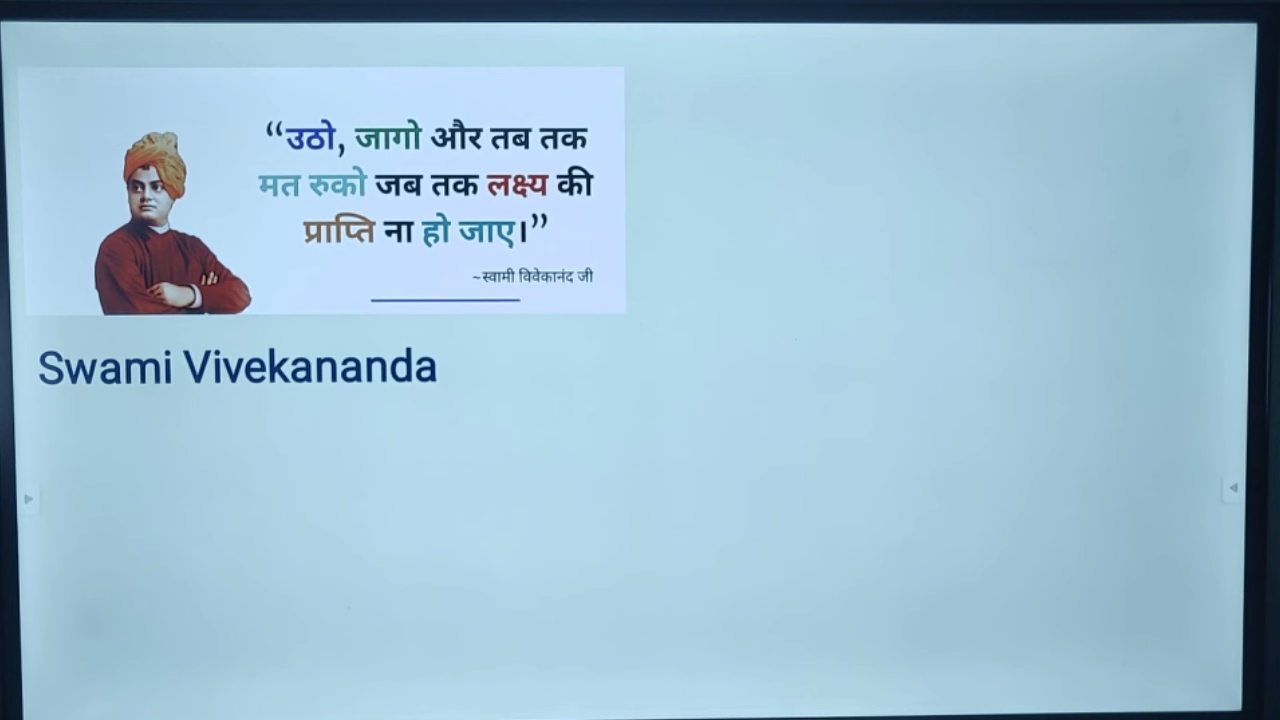 “उठो, जागो और तब तक
मत रुको जब तक लक्ष्य की
प्राप्ति ना हो जाए।”
~स्वामी विवेकानंद जी
Swami Vivekananda